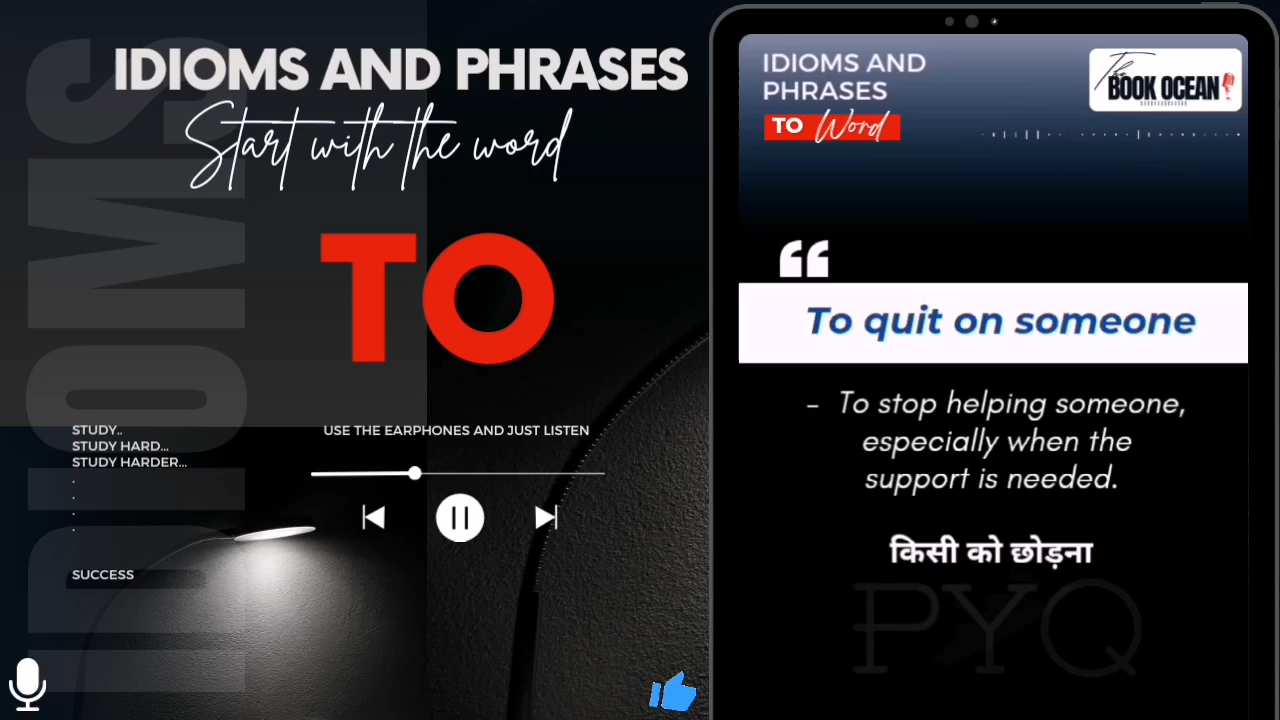 IDIOMS
IDIOMS AND PHRASES
Start with the word
TO
STUDY..
STUDY HARD...
STUDY HARDER...
.
.
.
.
SUCCESS
USE THE EARPHONES AND JUST LISTEN
IDIOMS AND
PHRASES
TO Word
The
BOOK OCEAN
“
To quit on someone
- To stop helping someone,
especially when the
support is needed.
किसी को छोड़ना
PYQ